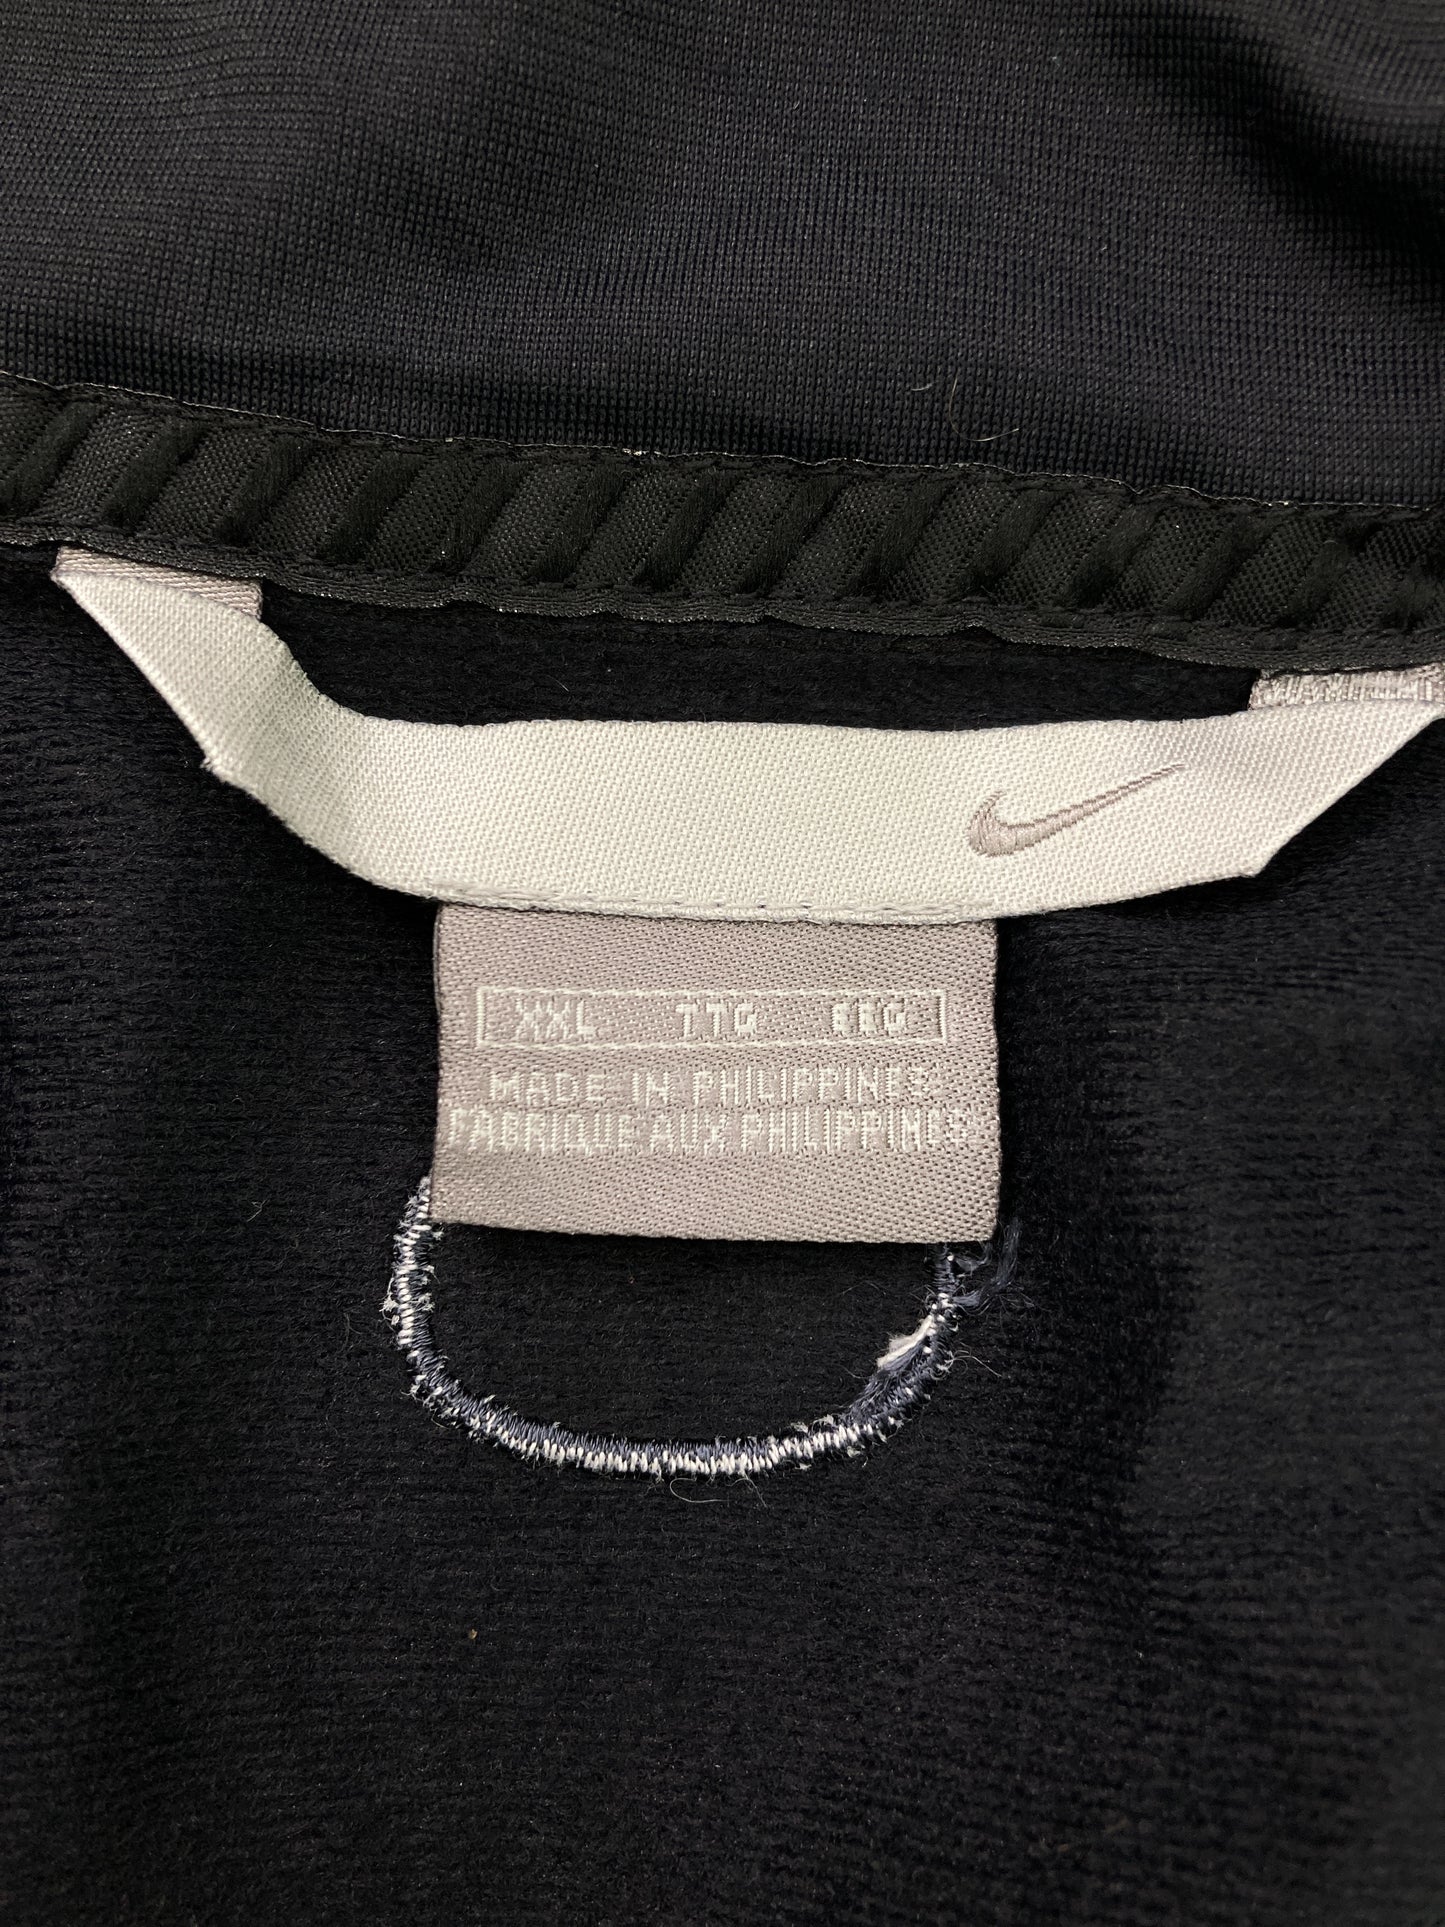 XXL TTG EEG
MADE IN PHILIPPINES
FABRIQUE AUX PHILIPPINES